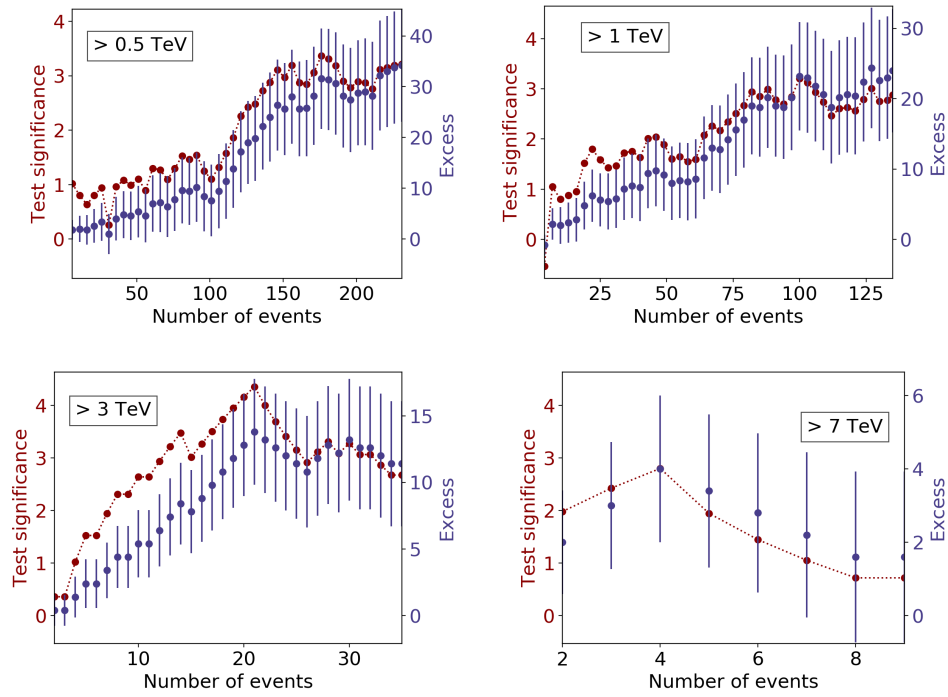 > 0.5 TeV
Test significance
4
3
2
1
0
Excess
40
30
20
10
0
50 100 150 200
Number of events
> 1 TeV
Test significance
4
3
2
1
0
Excess
30
20
10
0
25 50 75 100 125
Number of events
> 3 TeV
Test significance
4
3
2
1
0
Excess
15
10
5
0
10 20 30
Number of events
> 7 TeV
Test significance
4
3
2
1
0
Excess
6
4
2
0
2 4 6 8
Number of events